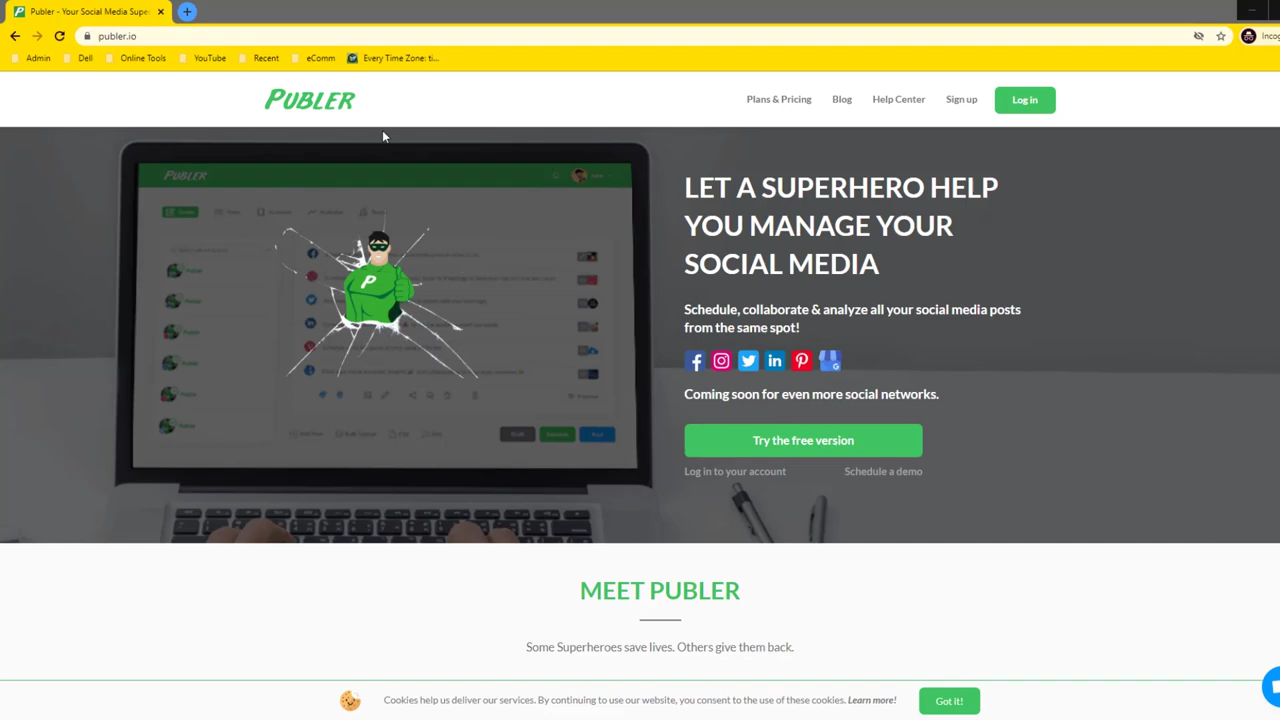 Publer - Your Social Media Supe
publer.io
Incog
Admin
Dell
Online Tools
YouTube
Recent
eComm
Every Time Zone: ti...
PUBLER
Plans & Pricing
Blog
Help Center
Sign up
Log in
PUBLER
P
LET A SUPERHERO HELP
YOU MANAGE YOUR
SOCIAL MEDIA
Schedule, collaborate & analyze all your social media posts
from the same spot!
Coming soon for even more social networks.
Try the free version
Log in to your account
Schedule a demo
MEET PUBLER
Some Superheroes save lives. Others give them back.
Cookies help us deliver our services. By continuing to use our website, you consent to the use of these cookies. Learn more!
Got it!